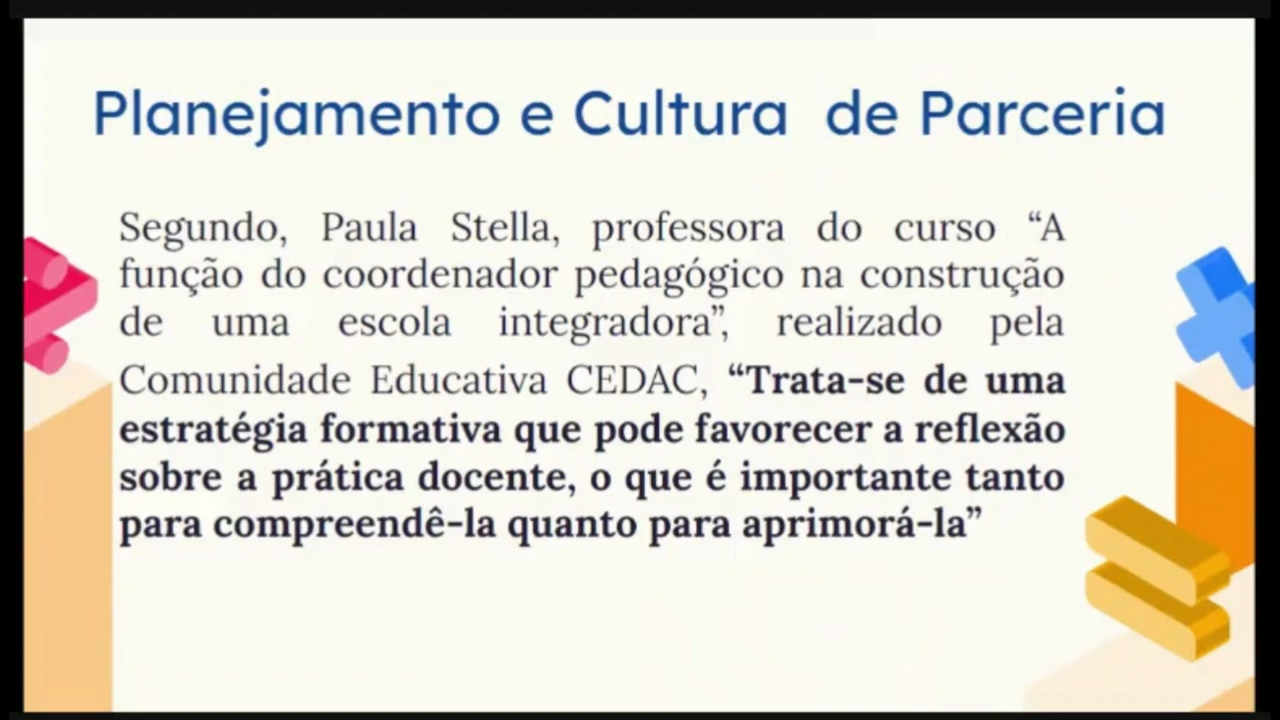 Planejamento e Cultura de Parceria
Segundo, Paula Stella, professora do curso “A
função do coordenador pedagógico na construção
de uma escola integradora”, realizado pela
Comunidade Educativa CEDAC, “Trata-se de uma
estratégia formativa que pode favorecer a reflexão
sobre a prática docente, o que é importante tanto
para compreendê-la quanto para aprimorá-la”